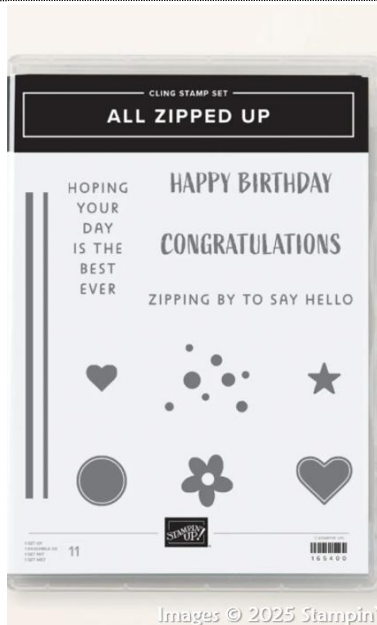 CLING STAMP SET
ALL ZIPPED UP
HOPING
YOUR
DAY
IS THE
BEST
EVER
HAPPY BIRTHDAY
CONGRATULATIONS
ZIPPING BY TO SAY HELLO
STAMPIN' UP!
11
165400
Images © 2025 Stampin'